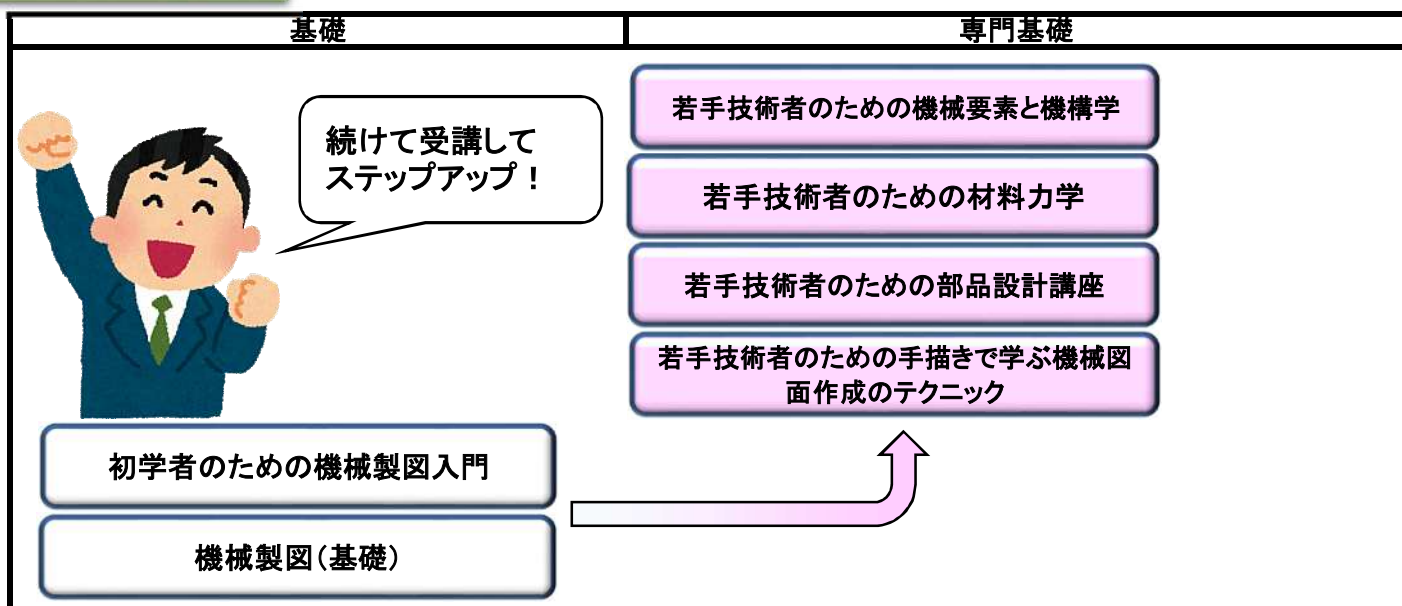 基礎
専門基礎
続けて受講して
ステップアップ！
若手技術者のための機械要素と機構学
若手技術者のための材料力学
若手技術者のための部品設計講座
若手技術者のための手描きで学ぶ機械図
面作成のテクニック
初学者のための機械製図入門
機械製図（基礎）